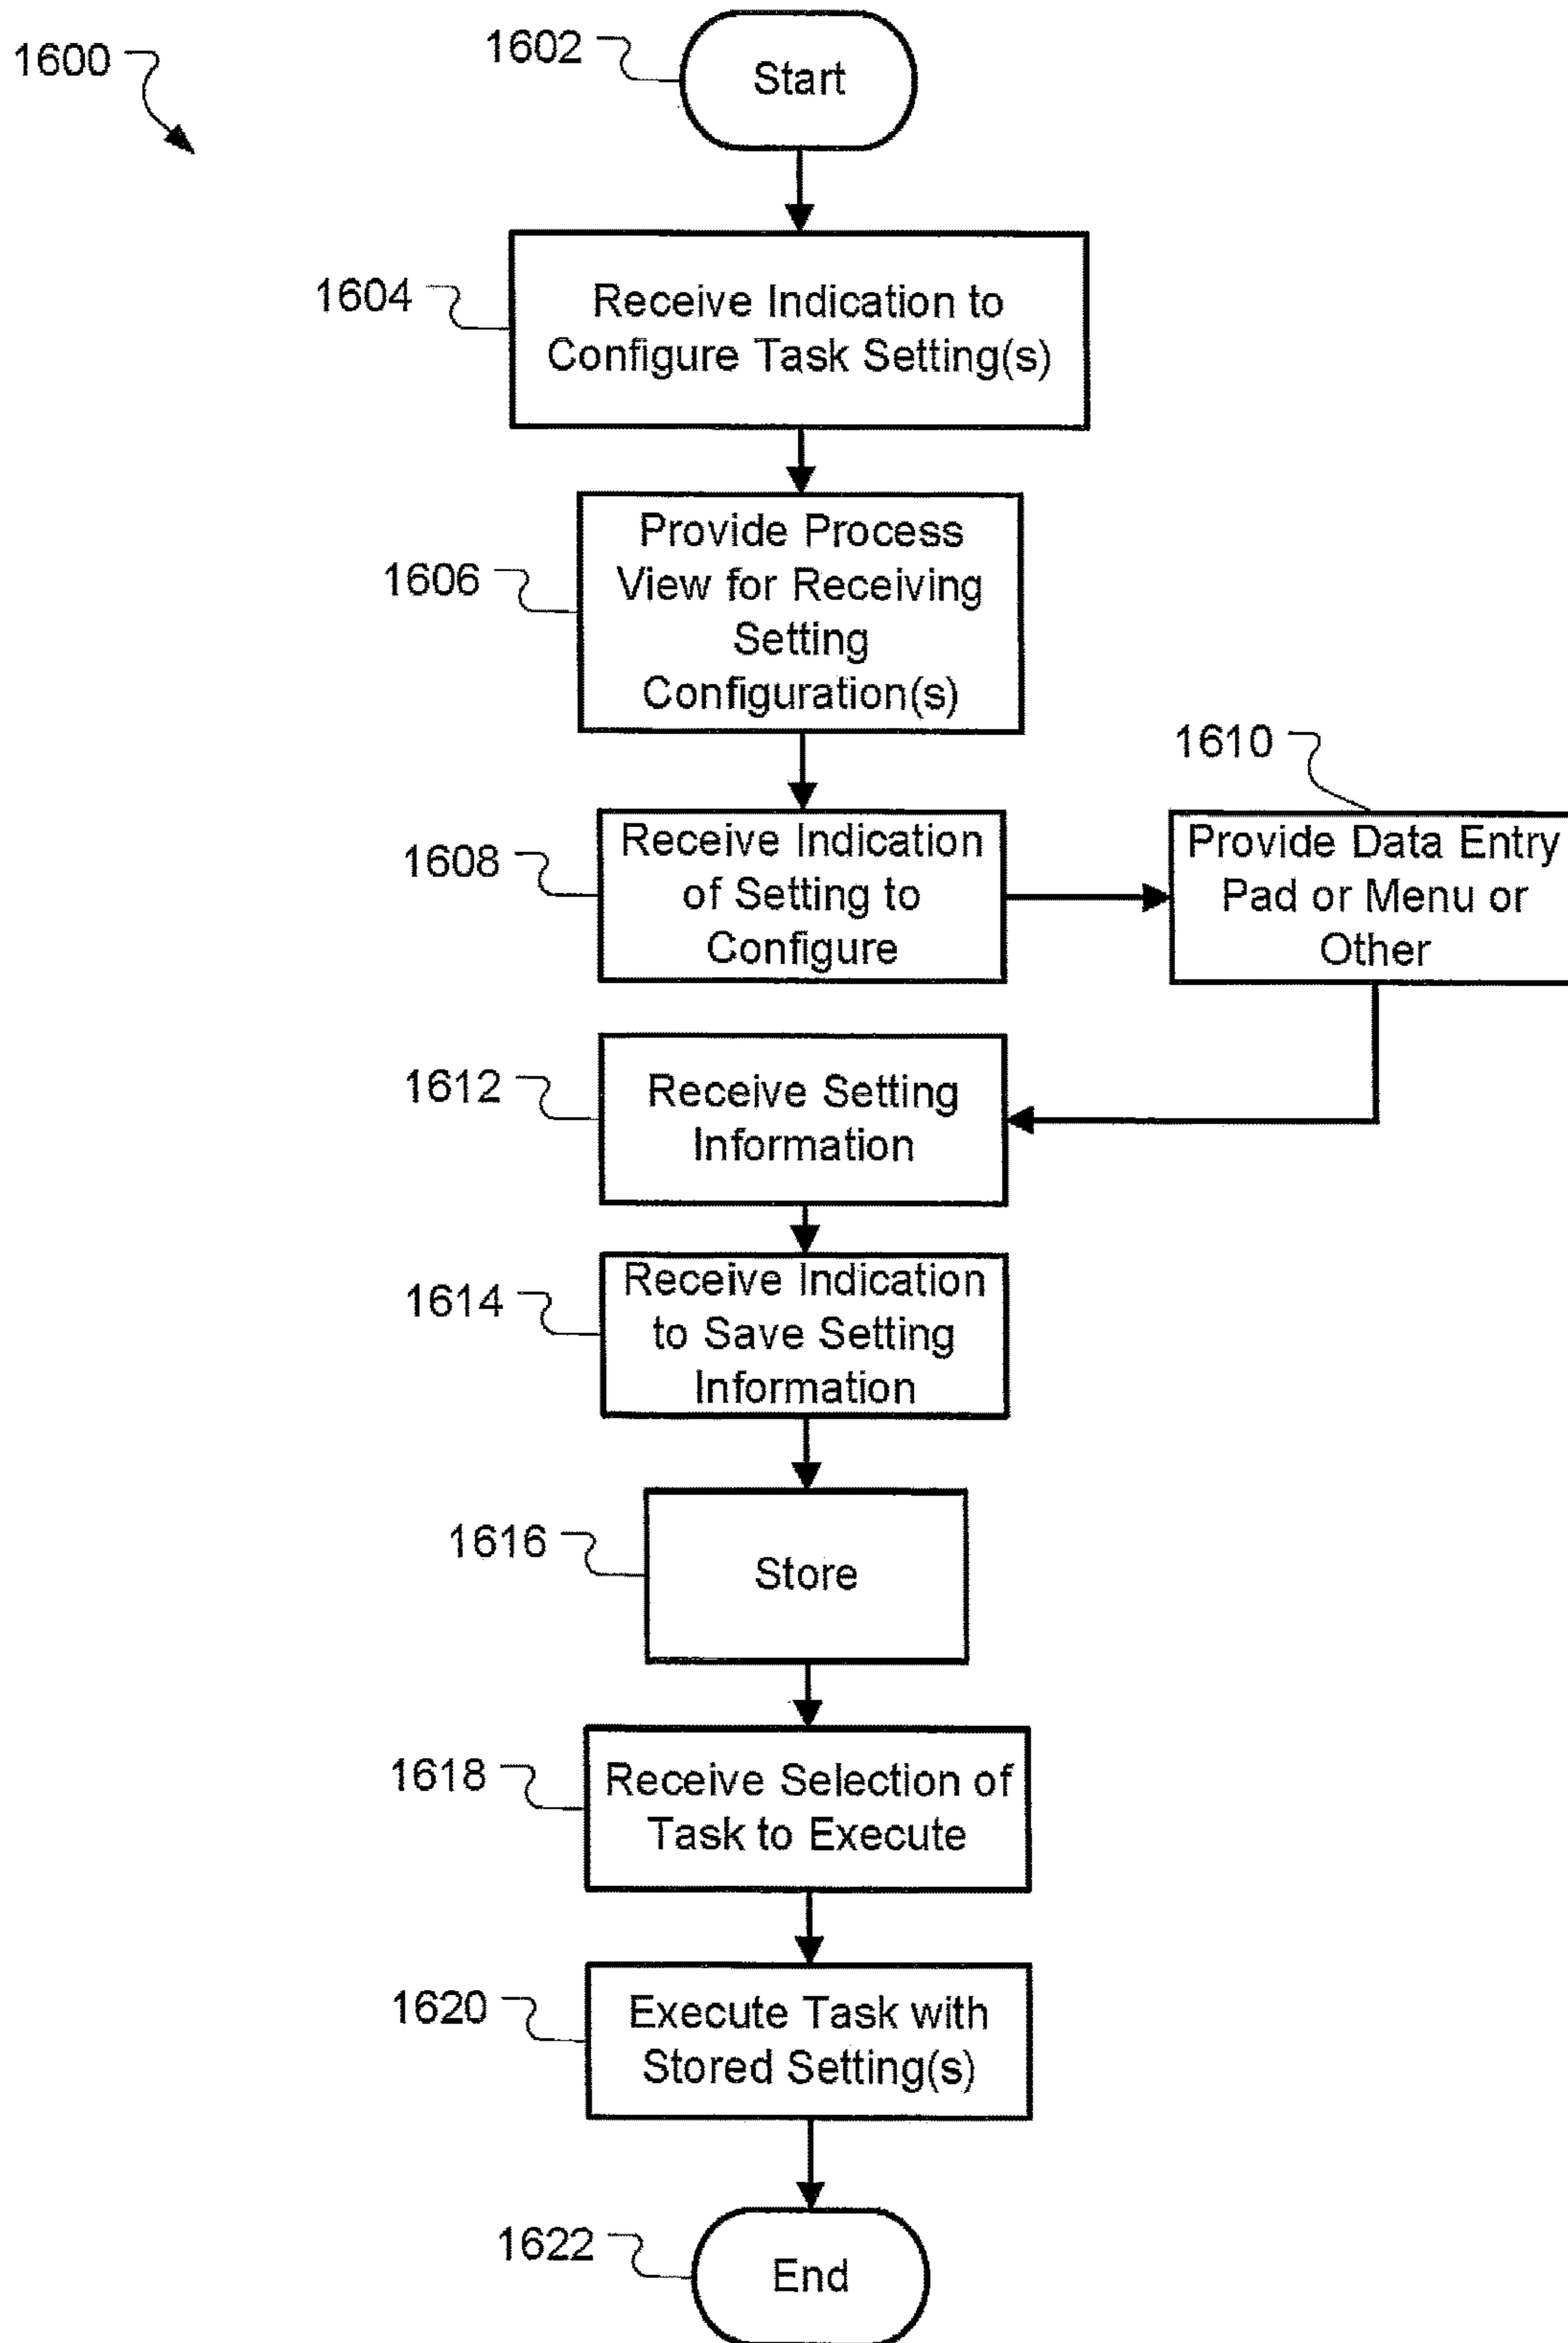 1600
1602
Start
1604
Receive Indication to
Configure Task Setting(s)
1606
Provide Process
View for Receiving
Setting
Configuration(s)
1608
Receive Indication
of Setting to
Configure
1610
Provide Data Entry
Pad or Menu or
Other
1612
Receive Setting
Information
1614
Receive Indication
to Save Setting
Information
1616
Store
1618
Receive Selection of
Task to Execute
1620
Execute Task with
Stored Setting(s)
1622
End